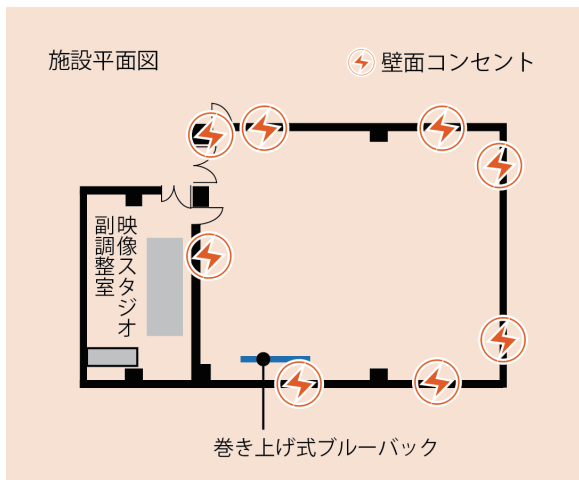 施設平面図
壁面コンセント
映像スタジオ
副調整室
巻き上げ式ブルーバック